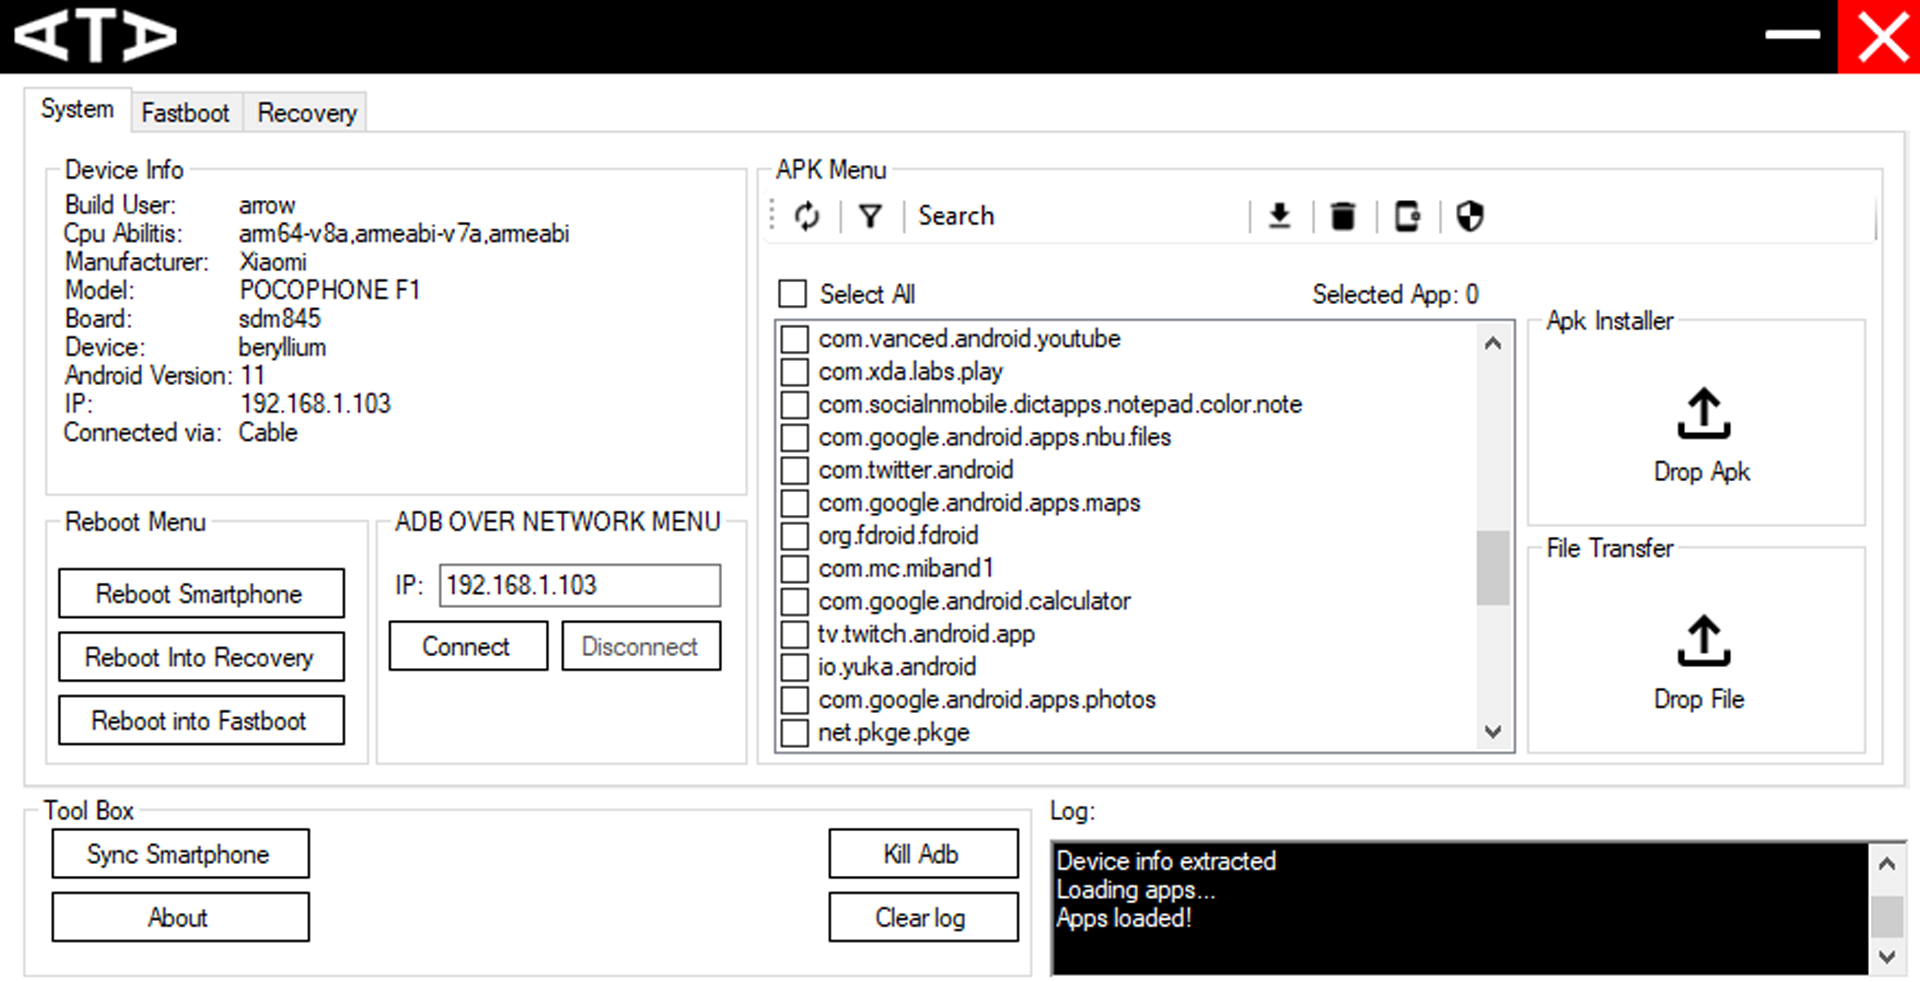 ATA
System
Fastboot
Recovery
Device Info
Build User: arrow
Cpu Abilitis: arm64-v8a,armeabi-v7a,armeabi
Manufacturer: Xiaomi
Model: POCOPHONE F1
Board: sdm845
Device: beryllium
Android Version: 11
IP: 192.168.1.103
Connected via: Cable
Reboot Menu
Reboot Smartphone
Reboot Into Recovery
Reboot into Fastboot
ADB OVER NETWORK MENU
IP: 192.168.1.103
Connect
Disconnect
APK Menu
Search
Select All
Selected App: 0
com.vanced.android.youtube
com.xda.labs.play
com.socialnmobile.dictapps.notepad.color.note
com.google.android.apps.nbu.files
com.twitter.android
com.google.android.apps.maps
org.fdroid.fdroid
com.mc.miband1
com.google.android.calculator
tv.twitch.android.app
io.yuka.android
com.google.android.apps.photos
net.pkge.pkge
Apk Installer
Drop Apk
File Transfer
Drop File
Tool Box
Sync Smartphone
About
Kill Adb
Clear log
Log:
Device info extracted
Loading apps...
Apps loaded!